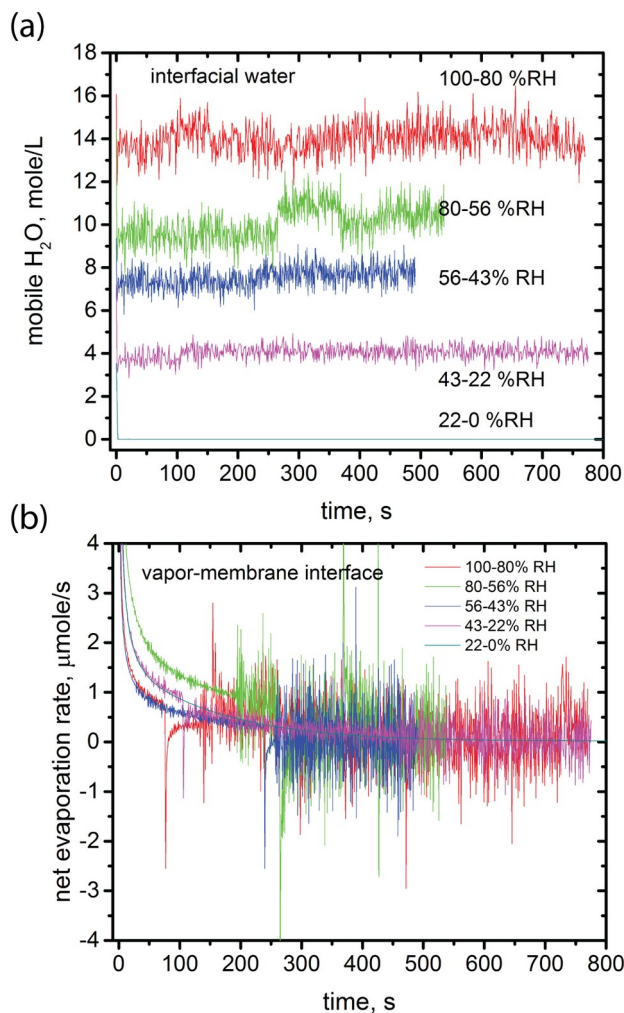 (a)
18
16
14
12
10
8
6
4
2
0
mobile H₂O, mole/L
interfacial water
100-80 %RH
80-56 %RH
56-43% RH
43-22 %RH
22-0 %RH
0 100 200 300 400 500 600 700 800
time, s
(b)
4
3
2
1
0
-1
-2
-3
-4
net evaporation rate, µmole/s
vapor-membrane interface
100-80% RH
80-56% RH
56-43% RH
43-22% RH
22-0% RH
0 100 200 300 400 500 600 700 800
time, s